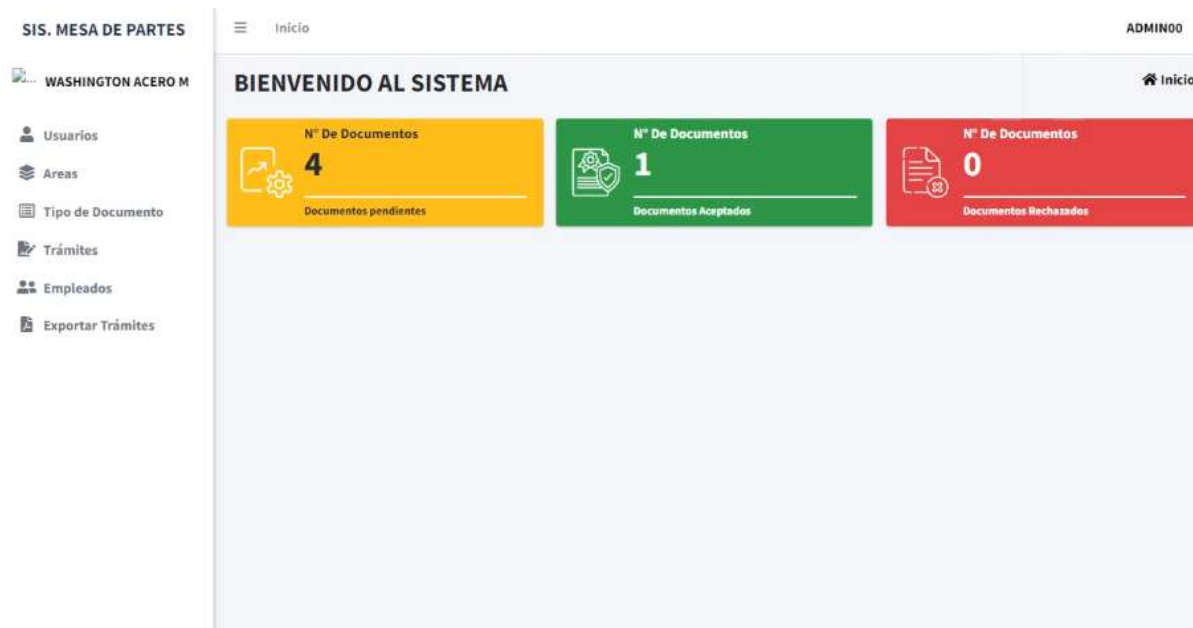 SIS. MESA DE PARTES
Inicio
ADMIN00
... WASHINGTON ACERO M
BIENVENIDO AL SISTEMA
Inicio
Usuarios
Areas
Tipo de Documento
Trámites
Empleados
Exportar Trámites
N° De Documentos
4
Documentos pendientes
N° De Documentos
1
Documentos Aceptados
N° De Documentos
0
Documentos Rechazados